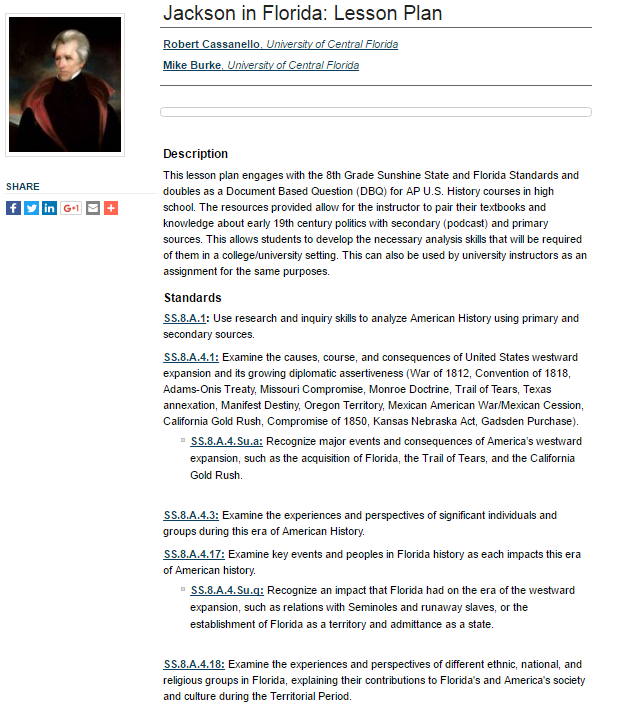 Jackson in Florida: Lesson Plan
Robert Cassanello, University of Central Florida
Mike Burke, University of Central Florida
SHARE
G+1
Description
This lesson plan engages with the 8th Grade Sunshine State and Florida Standards and
doubles as a Document Based Question (DBQ) for AP U.S. History courses in high
school. The resources provided allow for the instructor to pair their textbooks and
knowledge about early 19th century politics with secondary (podcast) and primary
sources. This allows students to develop the necessary analysis skills that will be required
of them in a college/university setting. This can also be used by university instructors as an
assignment for the same purposes.
Standards
SS.8.A.1: Use research and inquiry skills to analyze American History using primary and
secondary sources.
SS.8.A.4.1: Examine the causes, course, and consequences of United States westward
expansion and its growing diplomatic assertiveness (War of 1812, Convention of 1818,
Adams-Onis Treaty, Missouri Compromise, Monroe Doctrine, Trail of Tears, Texas
annexation, Manifest Destiny, Oregon Territory, Mexican American War/Mexican Cession,
California Gold Rush, Compromise of 1850, Kansas Nebraska Act, Gadsden Purchase).
SS.8.A.4.Su.a: Recognize major events and consequences of America's westward
expansion, such as the acquisition of Florida, the Trail of Tears, and the California
Gold Rush.
SS.8.A.4.3: Examine the experiences and perspectives of significant individuals and
groups during this era of American History.
SS.8.A.4.17: Examine key events and peoples in Florida history as each impacts this era
of American history.
SS.8.A.4.Su.q: Recognize an impact that Florida had on the era of the westward
expansion, such as relations with Seminoles and runaway slaves, or the
establishment of Florida as a territory and admittance as a state.
SS.8.A.4.18: Examine the experiences and perspectives of different ethnic, national, and
religious groups in Florida, explaining their contributions to Florida's and America's society
and culture during the Territorial Period.